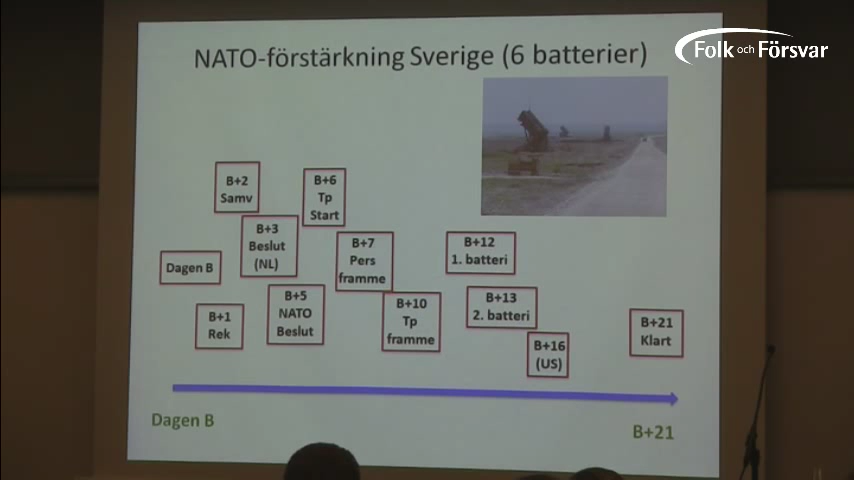 NATO-förstärkning Sverige (6 batterier)
Folk och Försvar
B+2
Samv
B+6
Tp
Start
B+3
Beslut
(NL)
B+7
Pers
framme
B+12
1. batteri
Dagen B
B+1
Rek
B+5
NATO
Beslut
B+10
Tp
framme
B+13
2. batteri
B+16
(US)
B+21
Klart
Dagen B
B+21